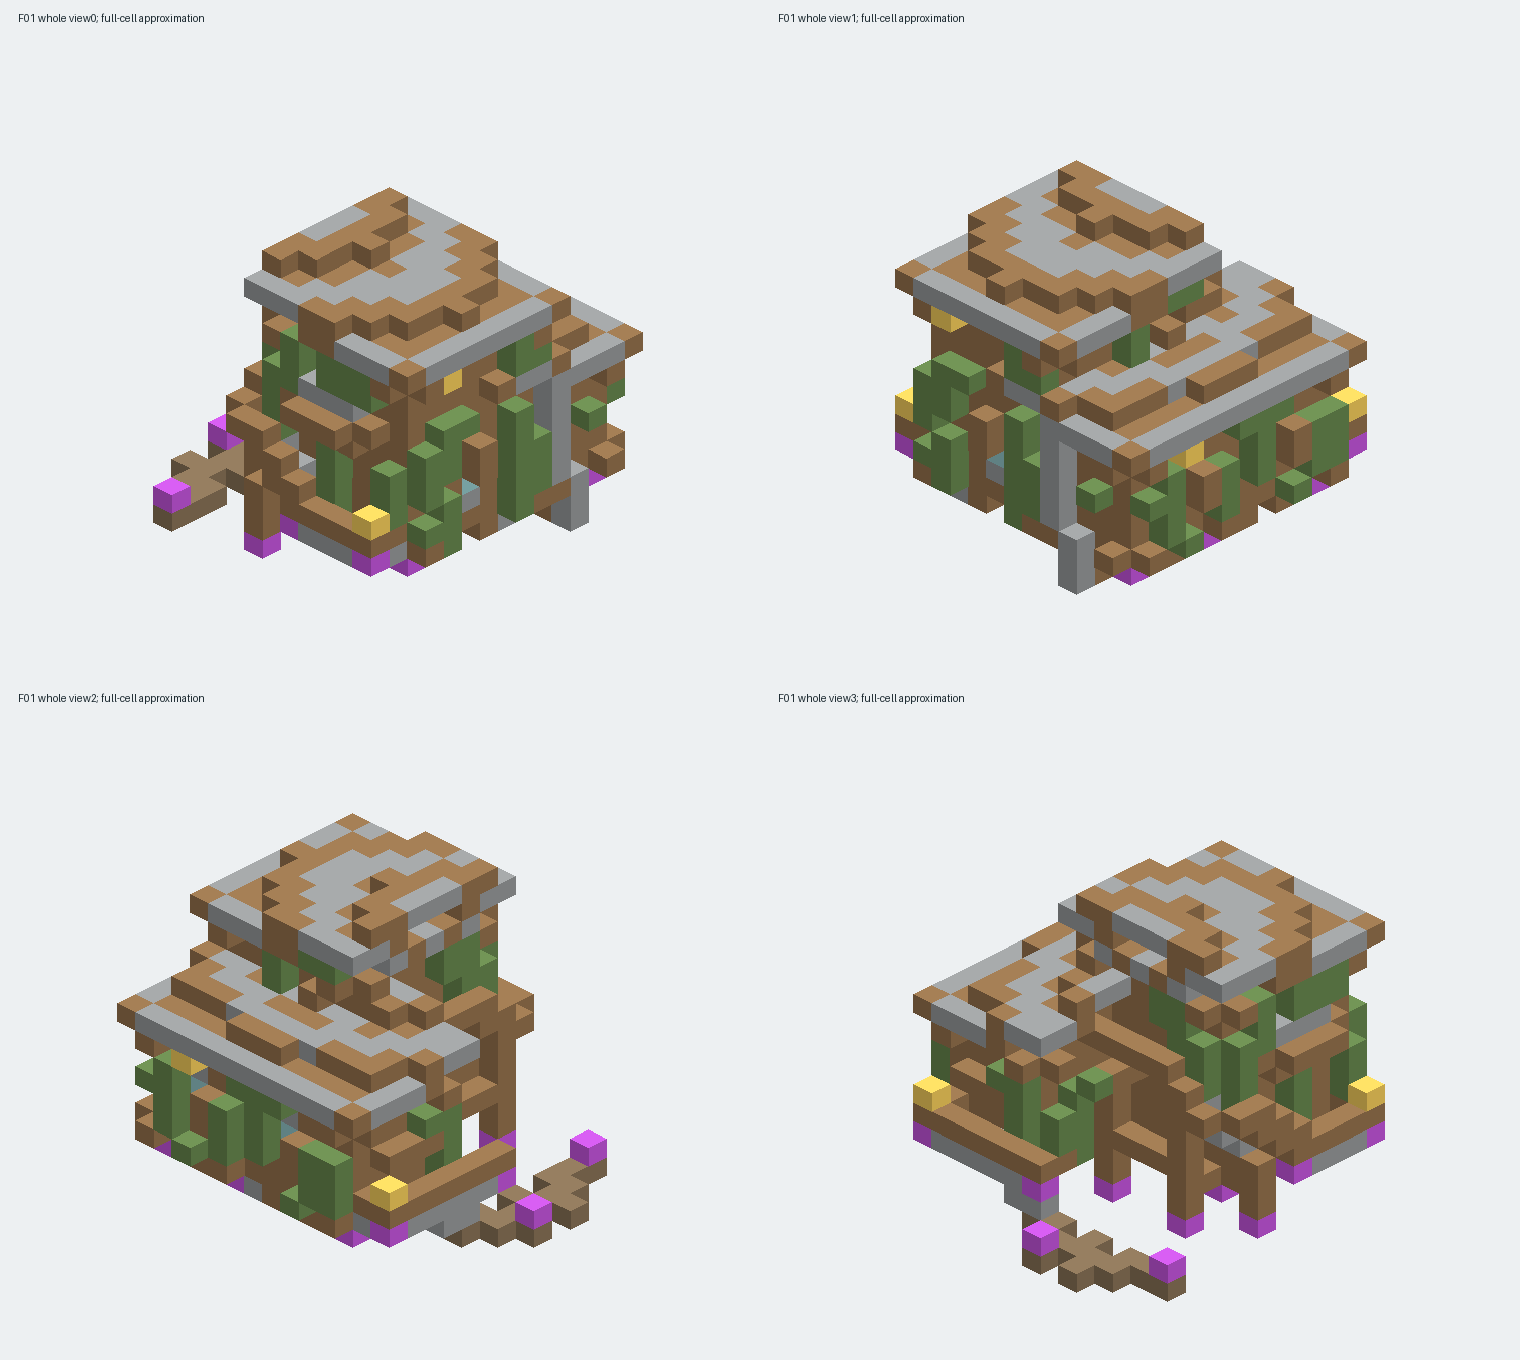 F01 whole view0; full-cell approximation
F01 whole view1; full-cell approximation
F01 whole view2; full-cell approximation
F01 whole view3; full-cell approximation